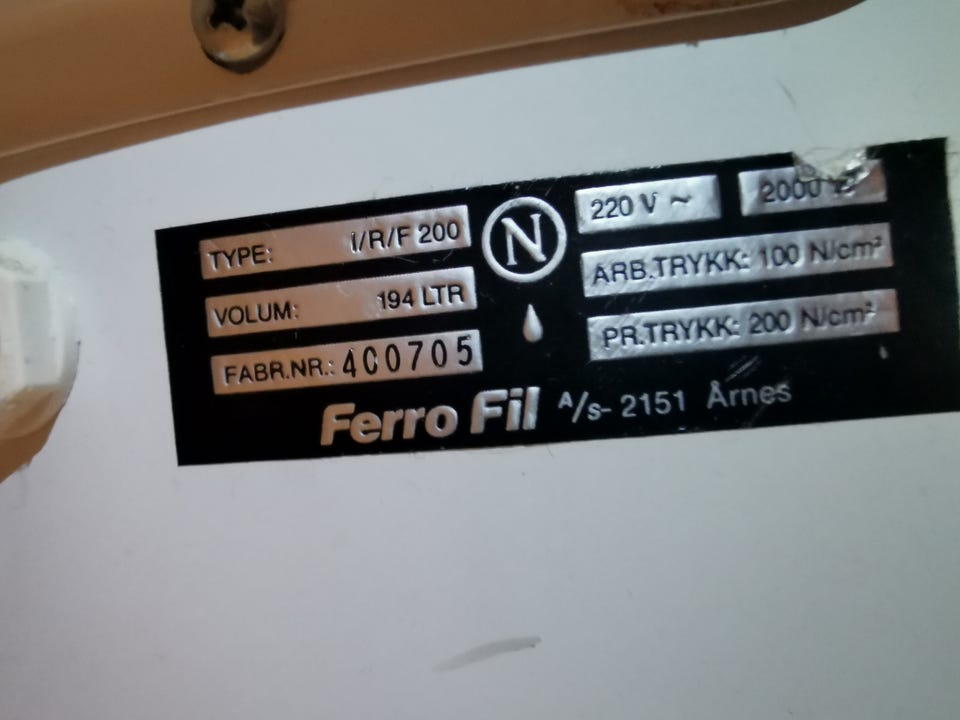 TYPE: I/R/F 200
VOLUM: 194 LTR
FABR.NR.: 400705
N
220 V ~
2000
ARB.TRYKK: 100 N/cm²
PR.TRYKK: 200 N/cm²
Ferro Fil A/s- 2151 Årnes